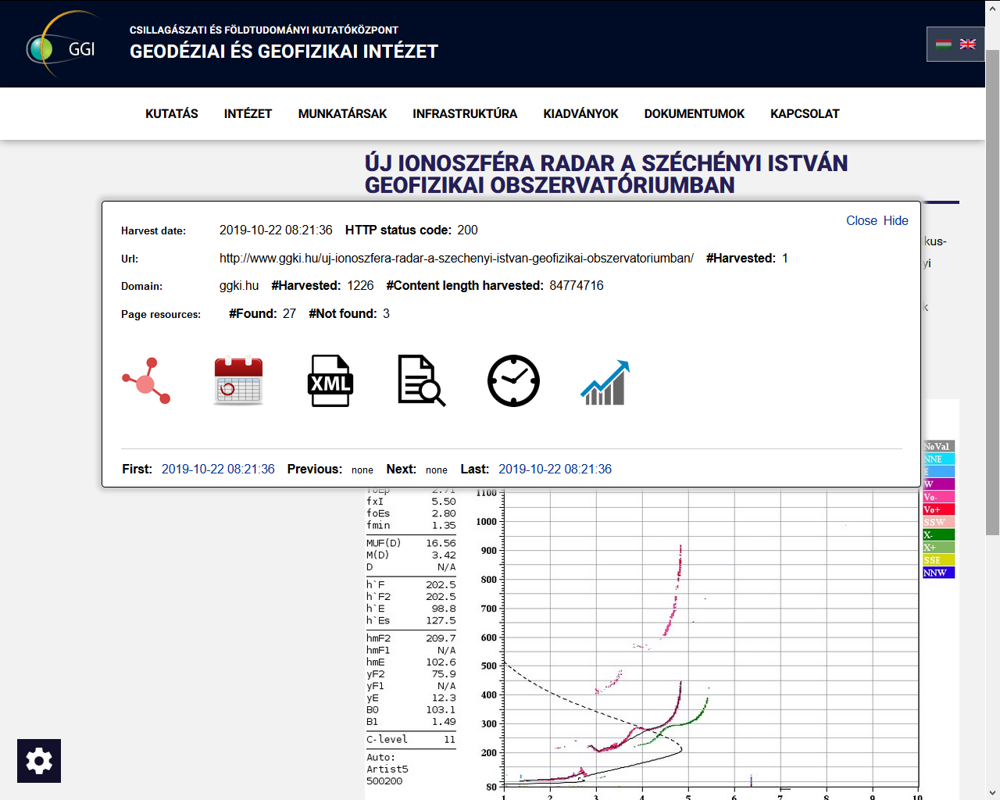 GGI
CSILLAGÁSZATI ÉS FÖLDTUDOMÁNYI KUTATÓKÖZPONT
GEODÉZIAI ÉS GEOFIZIKAI INTÉZET
KUTATÁS INTÉZET MUNKATÁRSAK INFRASTRUKTÚRA KIADVÁNYOK DOKUMENTUMOK KAPCSOLAT
ÚJ IONOSZFÉRA RADAR A SZÉCHÉNYI ISTVÁN
GEOFIZIKAI OBSZERVATÓRIUMBAN
Close Hide
Harvest date: 2019-10-22 08:21:36 HTTP status code: 200
kus-
Url: http://www.ggki.hu/uj-ionoszfera-radar-a-szechenyi-istvan-geofizikai-obszervatoriumban/ #Harvested: 1
yi
Domain: ggki.hu #Harvested: 1226 #Content length harvested: 84774716
k
Page resources: #Found: 27 #Not found: 3
XML
First: 2019-10-22 08:21:36 Previous: none Next: none Last: 2019-10-22 08:21:36
NoVal
NNE
E
W
Vo-
Vo+
SSW
X-
X+
SSE
NNW
foEp 2.71
fxI 5.50
foEs 2.80
fmin 1.35
MUF(D) 16.56
M(D) 3.42
D N/A
h`F 202.5
h`F2 202.5
h`E 98.8
h`Es 127.5
hmF2 209.7
hmF1 N/A
hmE 102.6
yF2 75.9
yF1 N/A
yE 12.3
B0 103.1
B1 1.49
C-level 11
Auto:
Artist5
500200
1100
1000
900
800
700
600
500
400
300
200
80
1 2 3 4 5 6 7 8 9 10